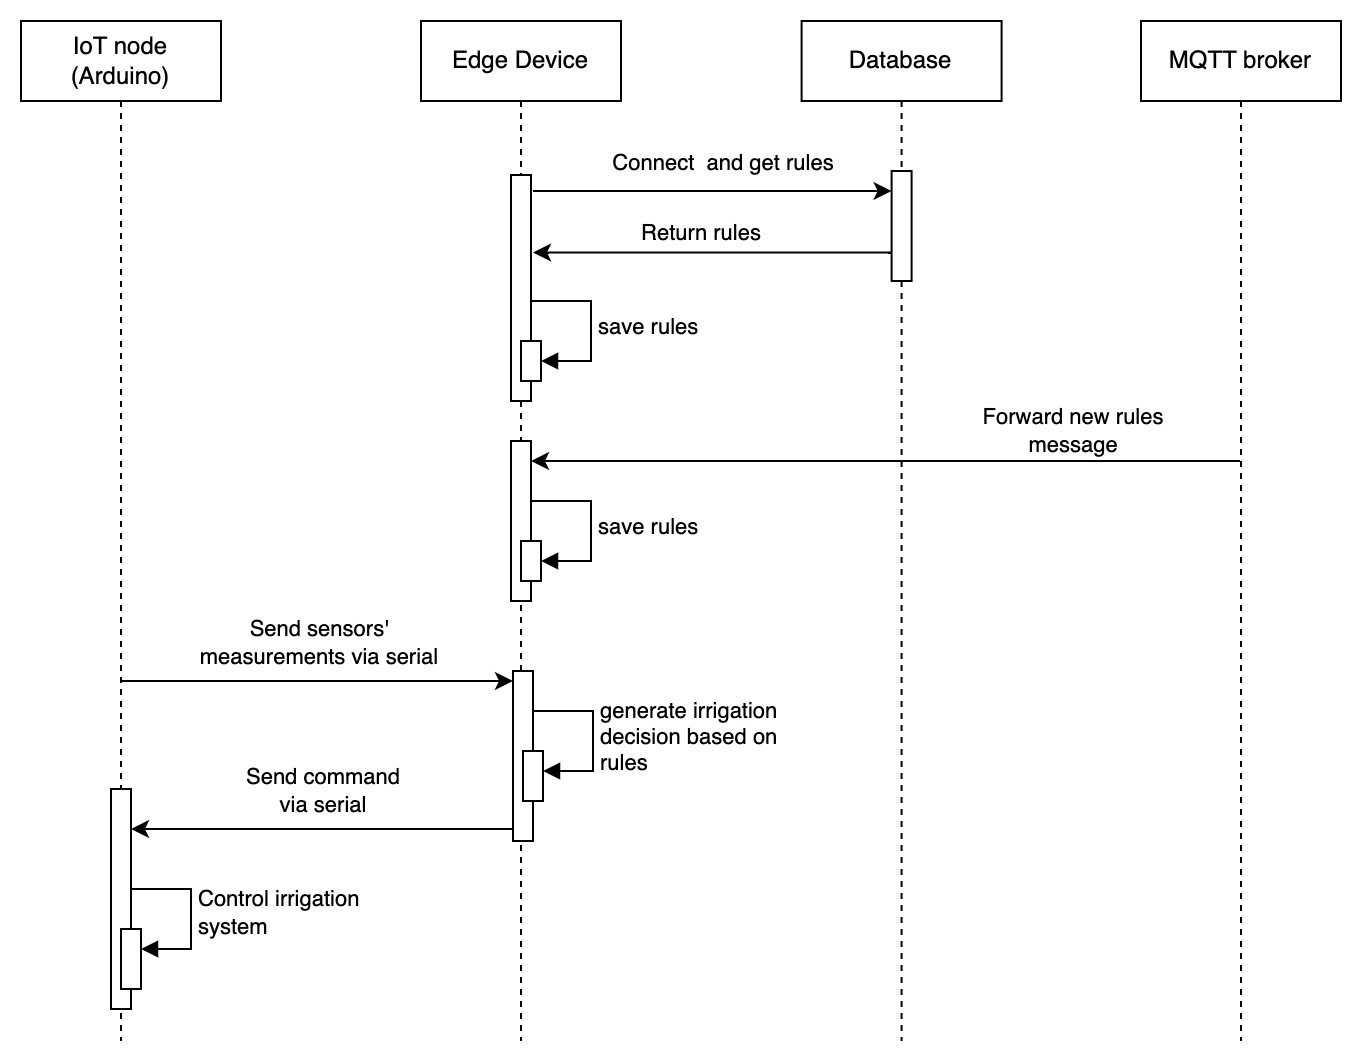 IoT node
(Arduino)
Edge Device
Database
MQTT broker
Connect  and get rules
Return rules
save rules
Forward new rules
message
save rules
Send sensors'
measurements via serial
generate irrigation
decision based on
rules
Send command
via serial
Control irrigation
system